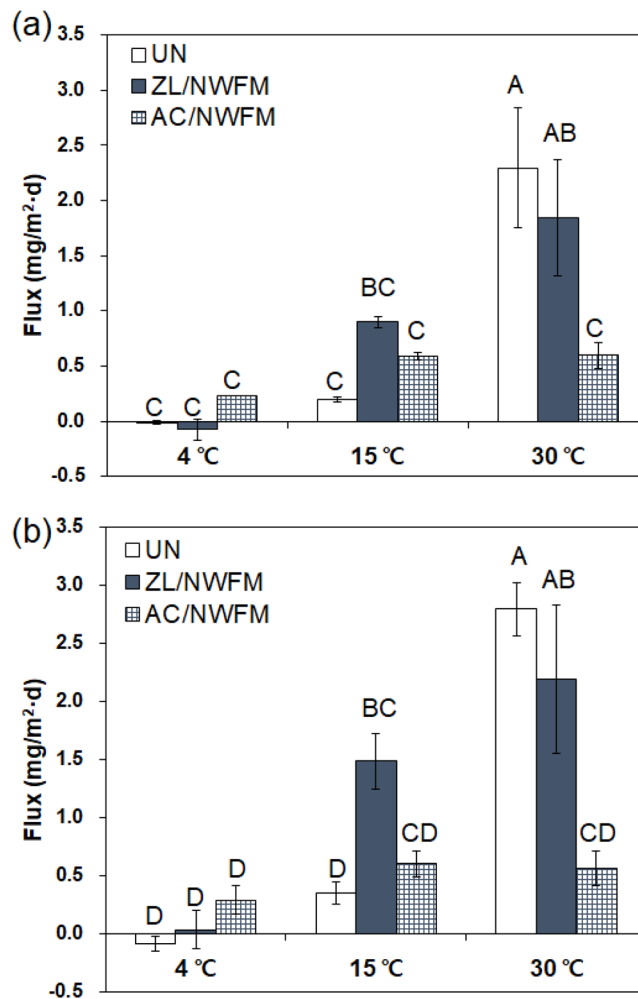 (a)
3.5
3.0
2.5
2.0
1.5
1.0
0.5
0.0
-0.5
Flux (mg/m²·d)
UN
ZL/NWFM
AC/NWFM
C C C
C BC C
A AB C
4 ℃ 15 ℃ 30 ℃
(b)
3.5
3.0
2.5
2.0
1.5
1.0
0.5
0.0
-0.5
Flux (mg/m²·d)
UN
ZL/NWFM
AC/NWFM
D D D
D BC CD
A AB CD
4 ℃ 15 ℃ 30 ℃